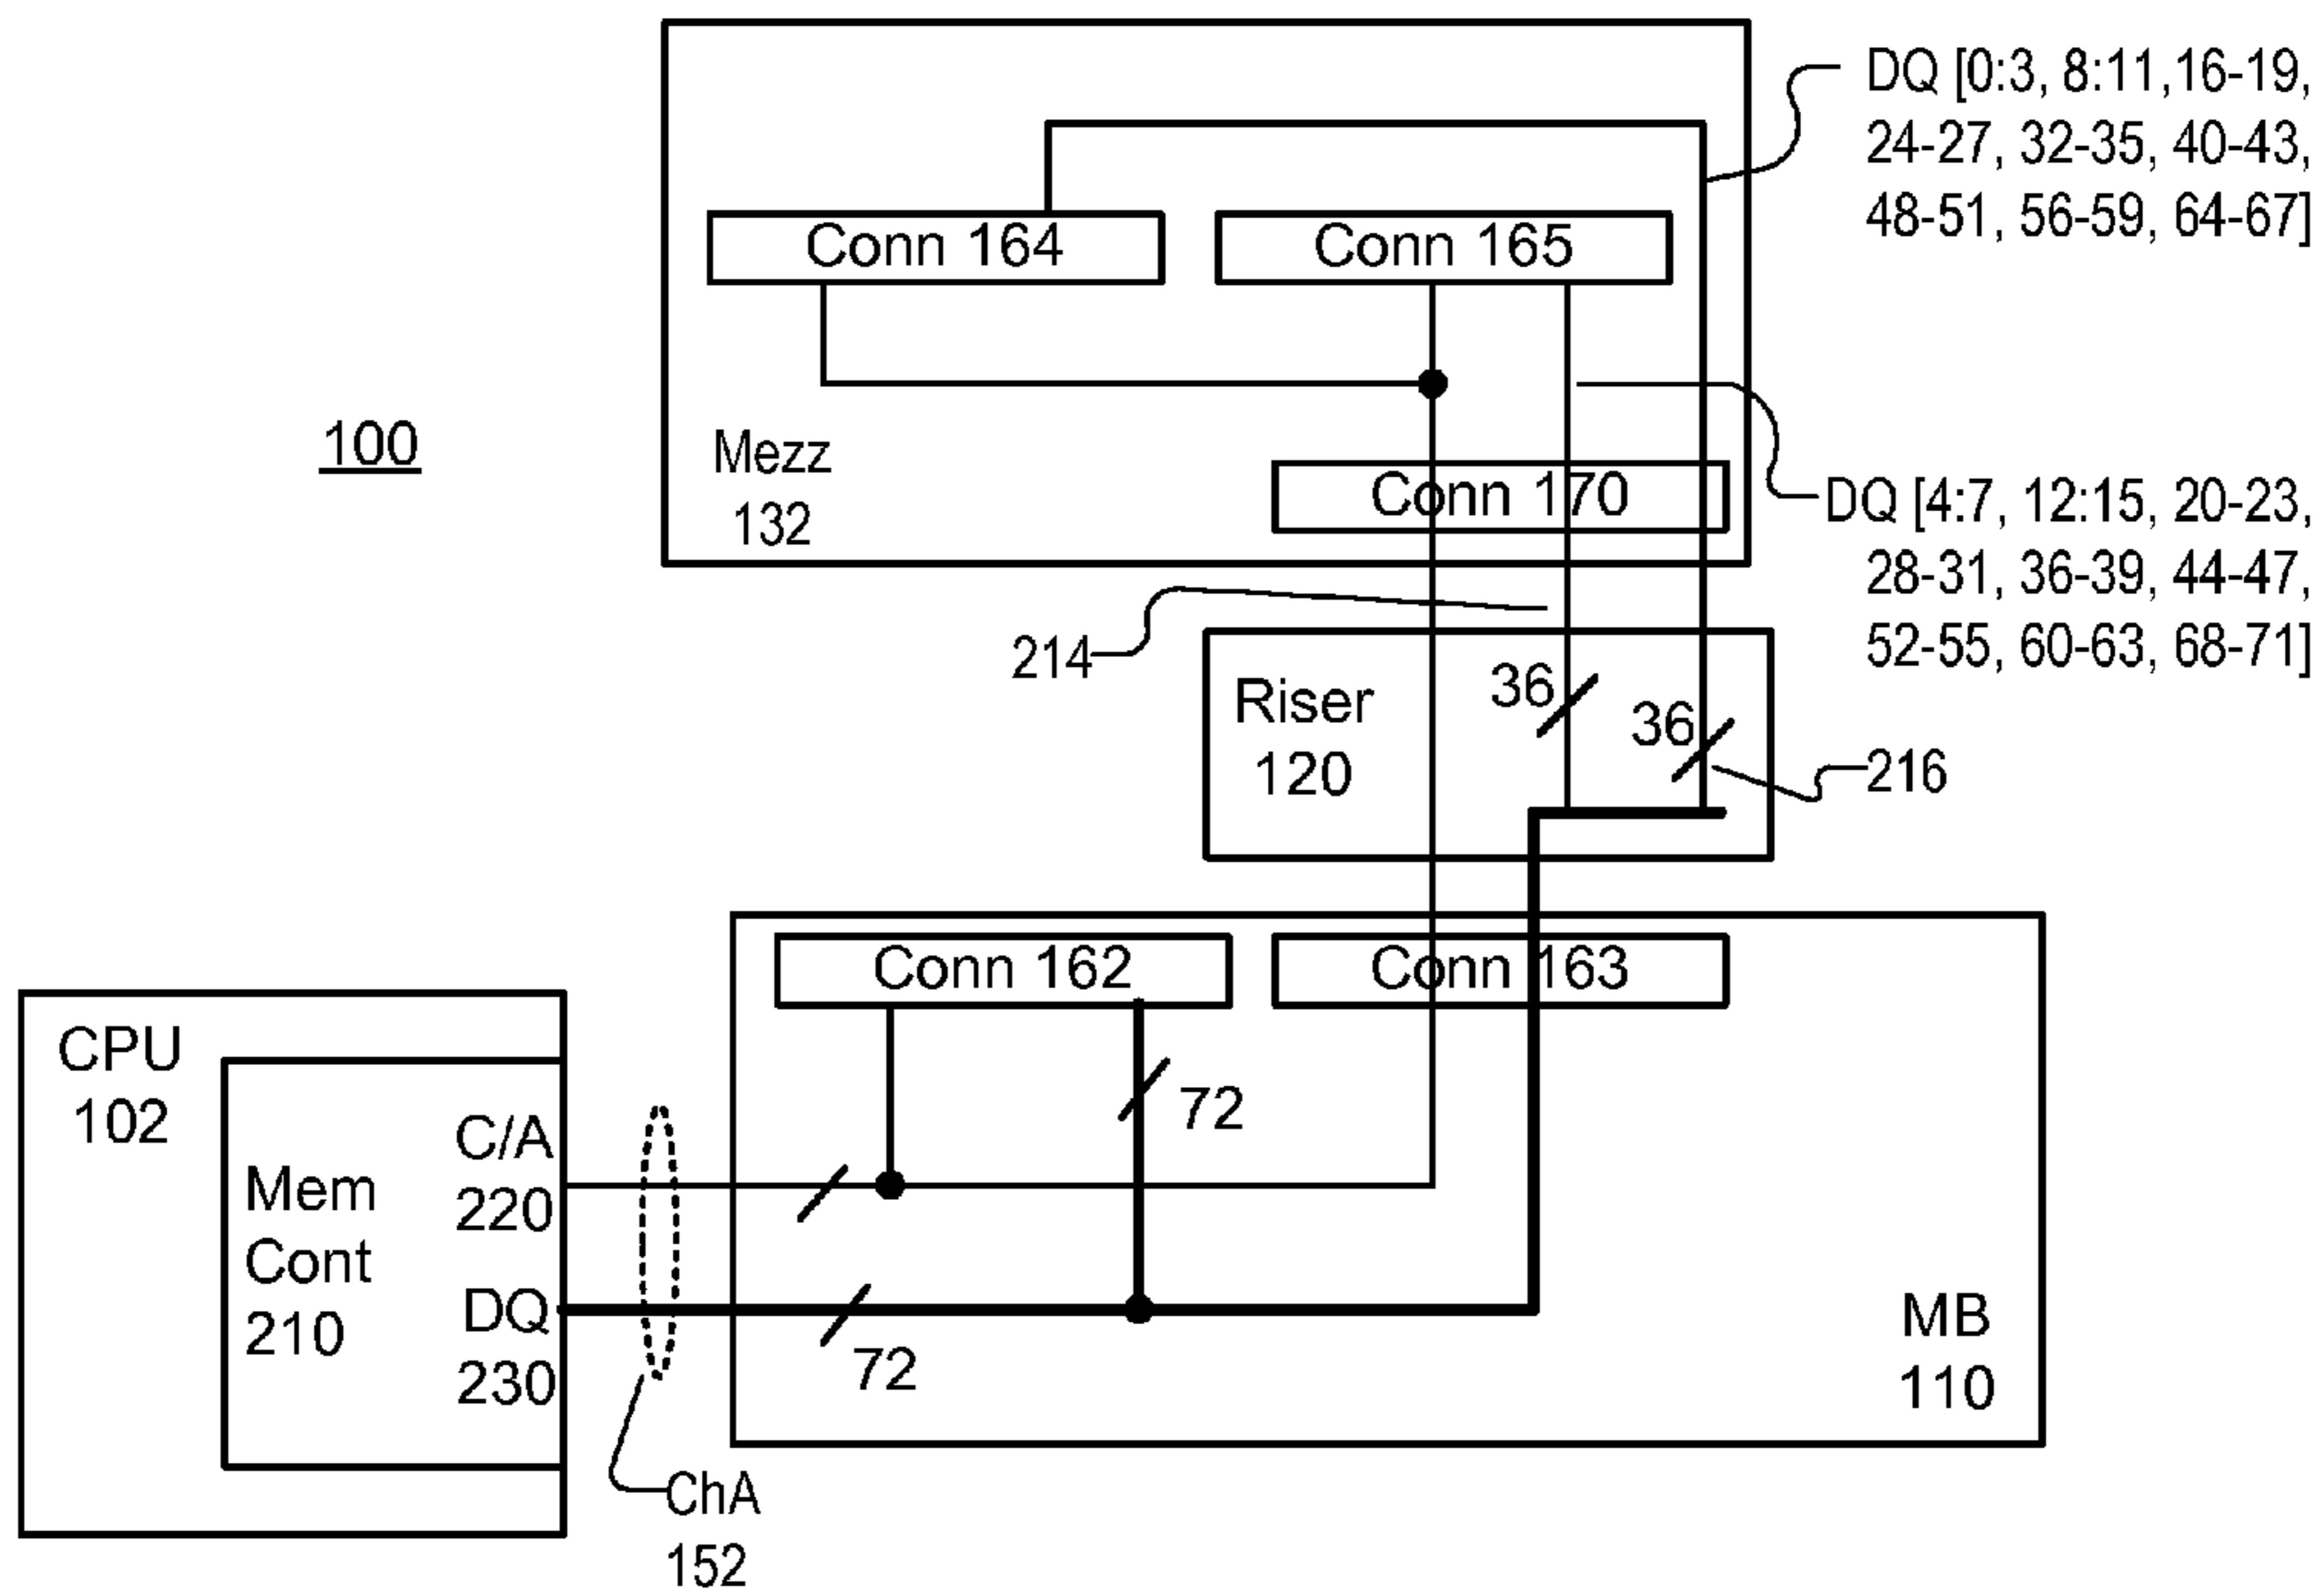 DQ [0:3, 8:11,16-19,
24-27, 32-35, 40-43,
48-51, 56-59, 64-67]
Conn 164
Conn 165
100
Mezz
132
Conn 170
DQ [4:7, 12:15, 20-23,
28-31, 36-39, 44-47,
52-55, 60-63, 68-71]
214
Riser
120
36
36
216
Conn 162
Conn 163
CPU
102
72
C/A
220
Mem
Cont
210
DQ
230
72
MB
110
ChA
152